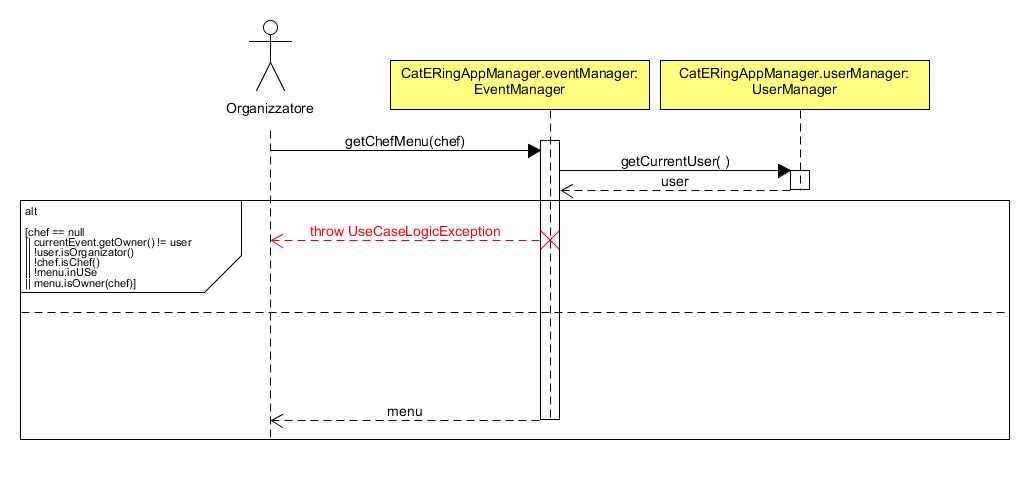 Organizzatore
CatERingAppManager.eventManager:
EventManager
CatERingAppManager.userManager:
UserManager
getChefMenu(chef)
getCurrentUser( )
user
alt
[chef == null
|| currentEvent.getOwner() != user
|| !user.isOrganizator()
|| !chef.isChef()
|| !menu.inUSe
|| menu.isOwner(chef)]
throw UseCaseLogicException
menu